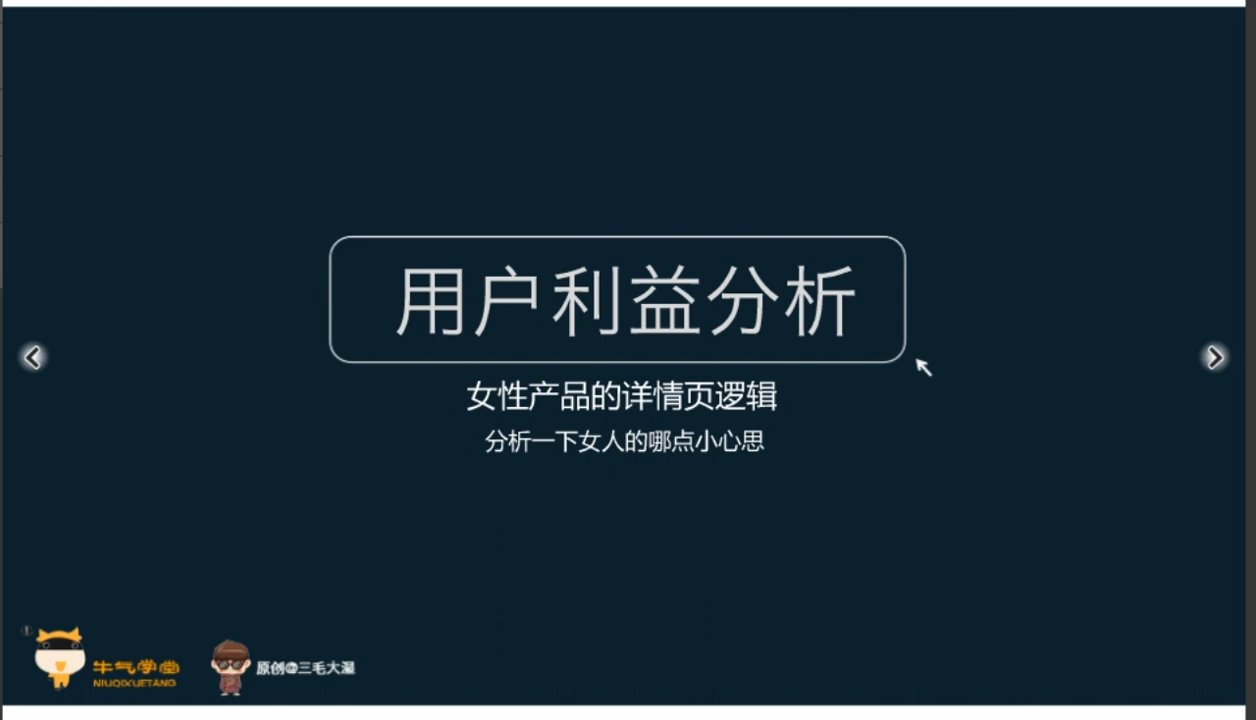 用户利益分析
女性产品的详情页逻辑
分析一下女人的哪点小心思
牛气学堂
NIUQIXUETANG
原创@三毛大湿